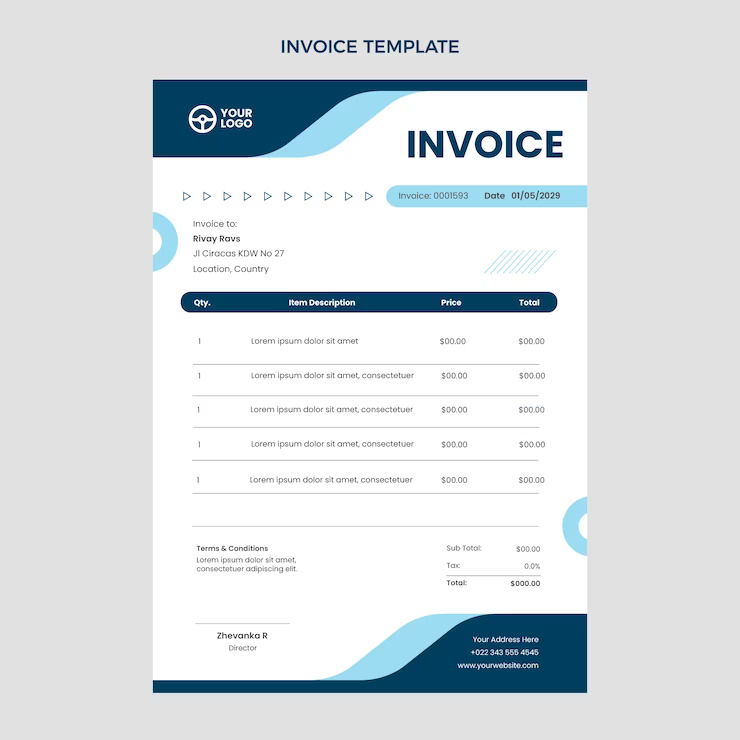 INVOICE TEMPLATE
YOUR
LOGO
INVOICE
Invoice: 0001593 Date 01/05/2029
Invoice to:
Rivay Ravs
Jl Ciracas KDW No 27
Location, Country
Qty. Item Description Price Total
1 Lorem ipsum dolor sit amet $00.00 $00.00
1 Lorem ipsum dolor sit amet, consectetuer $00.00 $00.00
1 Lorem ipsum dolor sit amet, consectetuer $00.00 $00.00
1 Lorem ipsum dolor sit amet, consectetuer $00.00 $00.00
1 Lorem ipsum dolor sit amet, consectetuer $00.00 $00.00
Terms & Conditions
Lorem ipsum dolor sit amet,
consectetuer adipiscing elit.
Sub Total: $00.00
Tax: 0.0%
Total: $000.00
Zhevanka R
Director
Your Address Here
+022 343 555 4545
www.yourwebsite.com